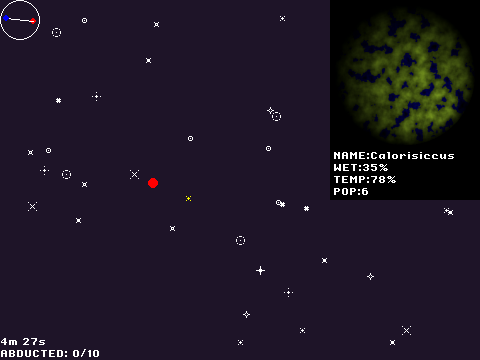 NAME:Calorisiccus
WET:35%
TEMP:78%
POP:6
4m 27s
ABDUCTED: 0/10